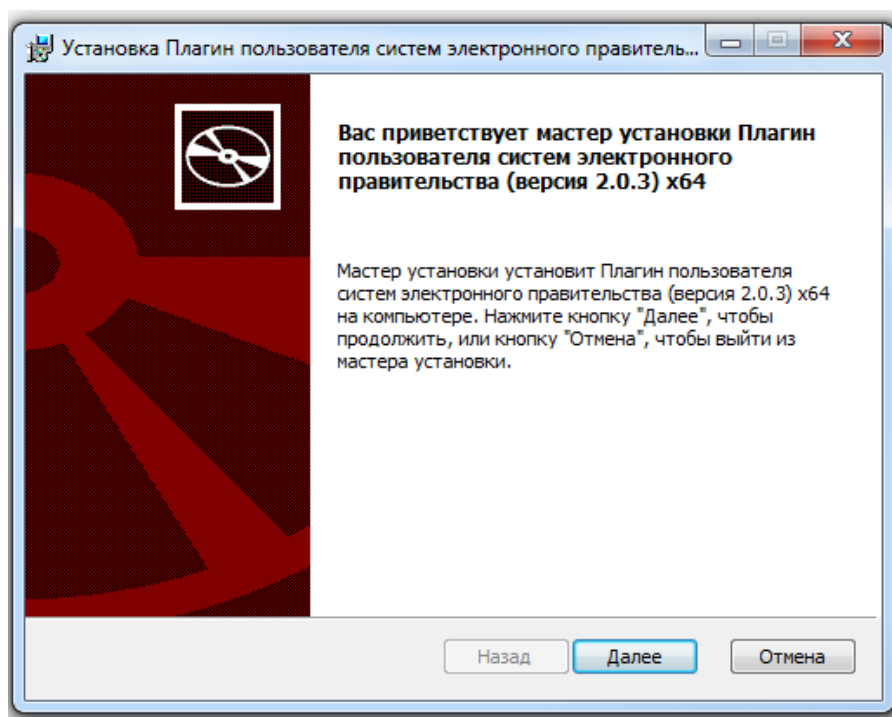 Установка Плагин пользователя систем электронного правитель...
Вас приветствует мастер установки Плагин
пользователя систем электронного
правительства (версия 2.0.3) x64
Мастер установки установит Плагин пользователя
систем электронного правительства (версия 2.0.3) x64
на компьютере. Нажмите кнопку "Далее", чтобы
продолжить, или кнопку "Отмена", чтобы выйти из
мастера установки.
Назад Далее Отмена